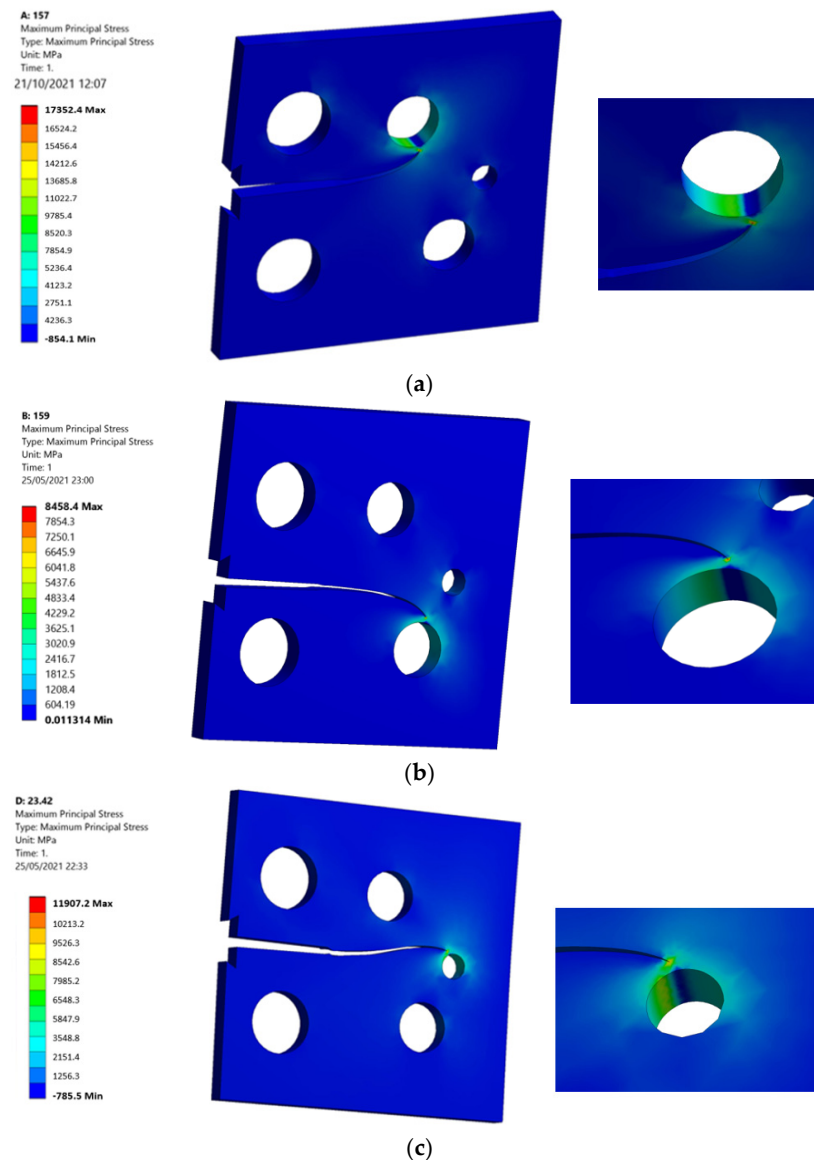 A: 157
Maximum Principal Stress
Type: Maximum Principal Stress
Unit: MPa
Time: 1.
21/10/2021 12:07
17352.4 Max
16524.2
15456.4
14212.6
13685.8
11022.7
9785.4
8520.3
7854.9
5236.4
4123.2
2751.1
4236.3
-854.1 Min
(a)
B: 159
Maximum Principal Stress
Type: Maximum Principal Stress
Unit: MPa
Time: 1
25/05/2021 23:00
8458.4 Max
7854.3
7250.1
6645.9
6041.8
5437.6
4833.4
4229.2
3625.1
3020.9
2416.7
1812.5
1208.4
604.19
0.011314 Min
(b)
D: 23.42
Maximum Principal Stress
Type: Maximum Principal Stress
Unit: MPa
Time: 1.
25/05/2021 22:33
11907.2 Max
10213.2
9526.3
8542.6
7985.2
6548.3
5847.9
3548.8
2151.4
1256.3
-785.5 Min
(c)